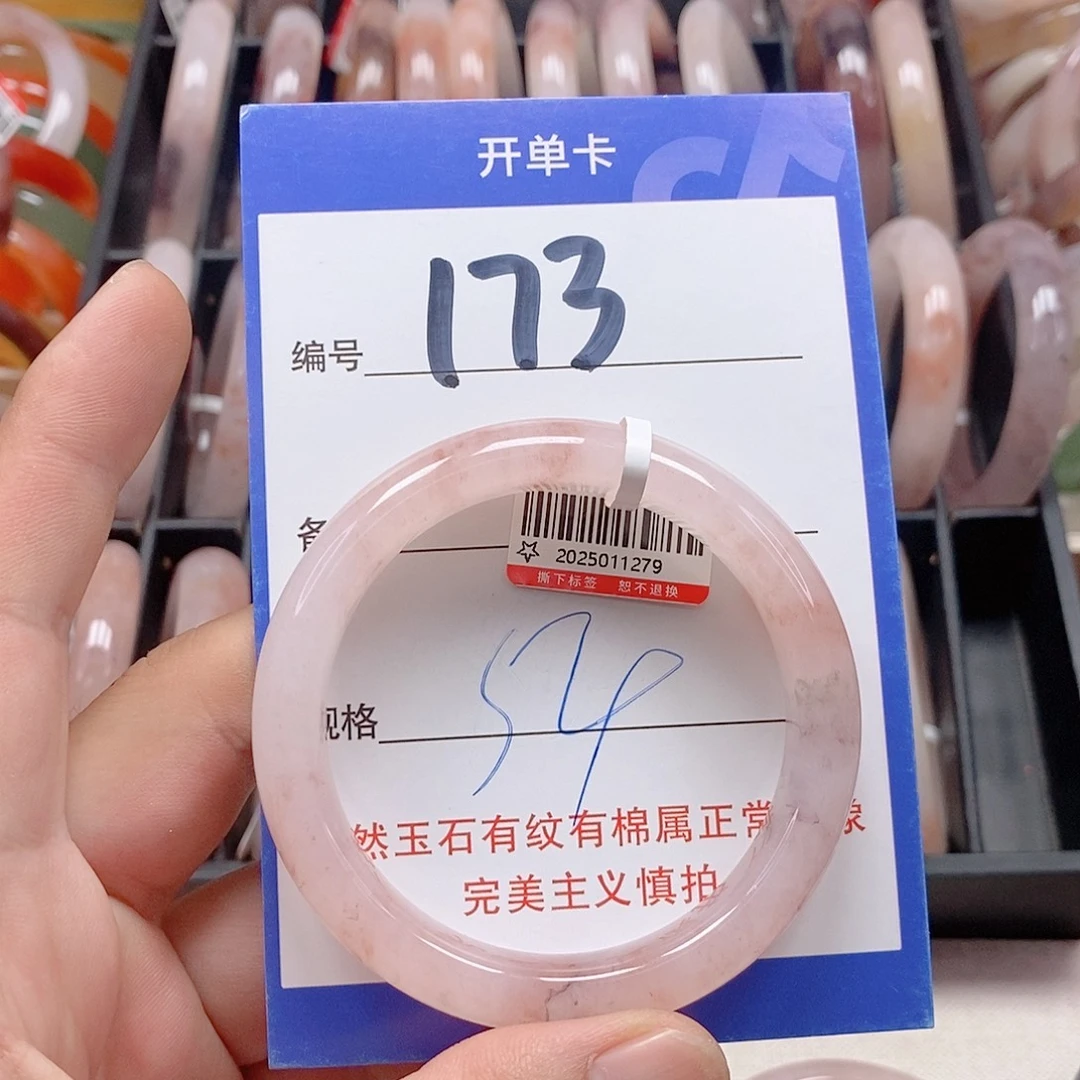 开单卡
编号 173
2025011279
撕下标签 恕不退换
格 54
然玉石有纹有棉属正常
完美主义慎拍